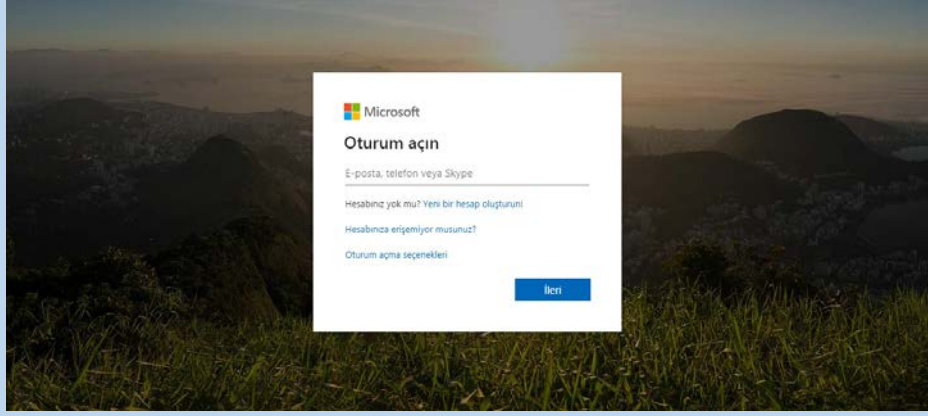 Microsoft
Oturum açın
E-posta, telefon veya Skype
Hesabınız yok mu? Yeni bir hesap oluşturun!
Hesabınıza erişemiyor musunuz?
Oturum açma seçenekleri
İleri